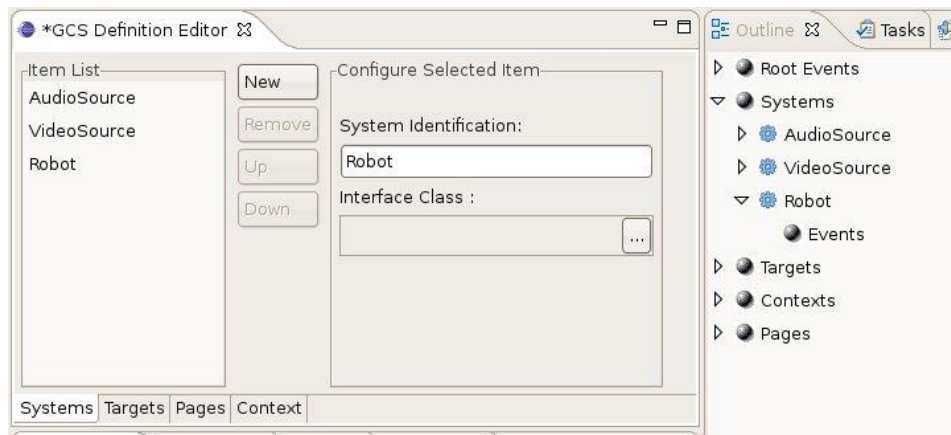 *GCS Definition Editor
Item List
AudioSource
VideoSource
Robot
New
Remove
Up
Down
Configure Selected Item
System Identification:
Robot
Interface Class :
...
Systems Targets Pages Context
Outline Tasks
Root Events
Systems
AudioSource
VideoSource
Robot
Events
Targets
Contexts
Pages